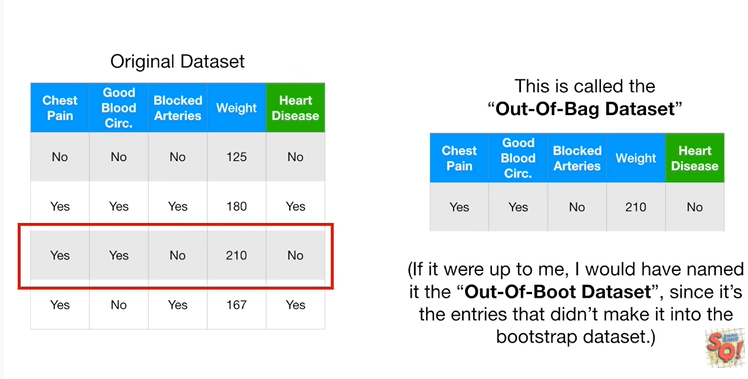 Original Dataset
Chest Pain | Good Blood Circ. | Blocked Arteries | Weight | Heart Disease
No | No | No | 125 | No
Yes | Yes | Yes | 180 | Yes
Yes | Yes | No | 210 | No
Yes | No | Yes | 167 | Yes
This is called the
“Out-Of-Bag Dataset”
Chest Pain | Good Blood Circ. | Blocked Arteries | Weight | Heart Disease
Yes | Yes | No | 210 | No
(If it were up to me, I would have named
it the “Out-Of-Boot Dataset”, since it’s
the entries that didn’t make it into the
bootstrap dataset.)
SQ!